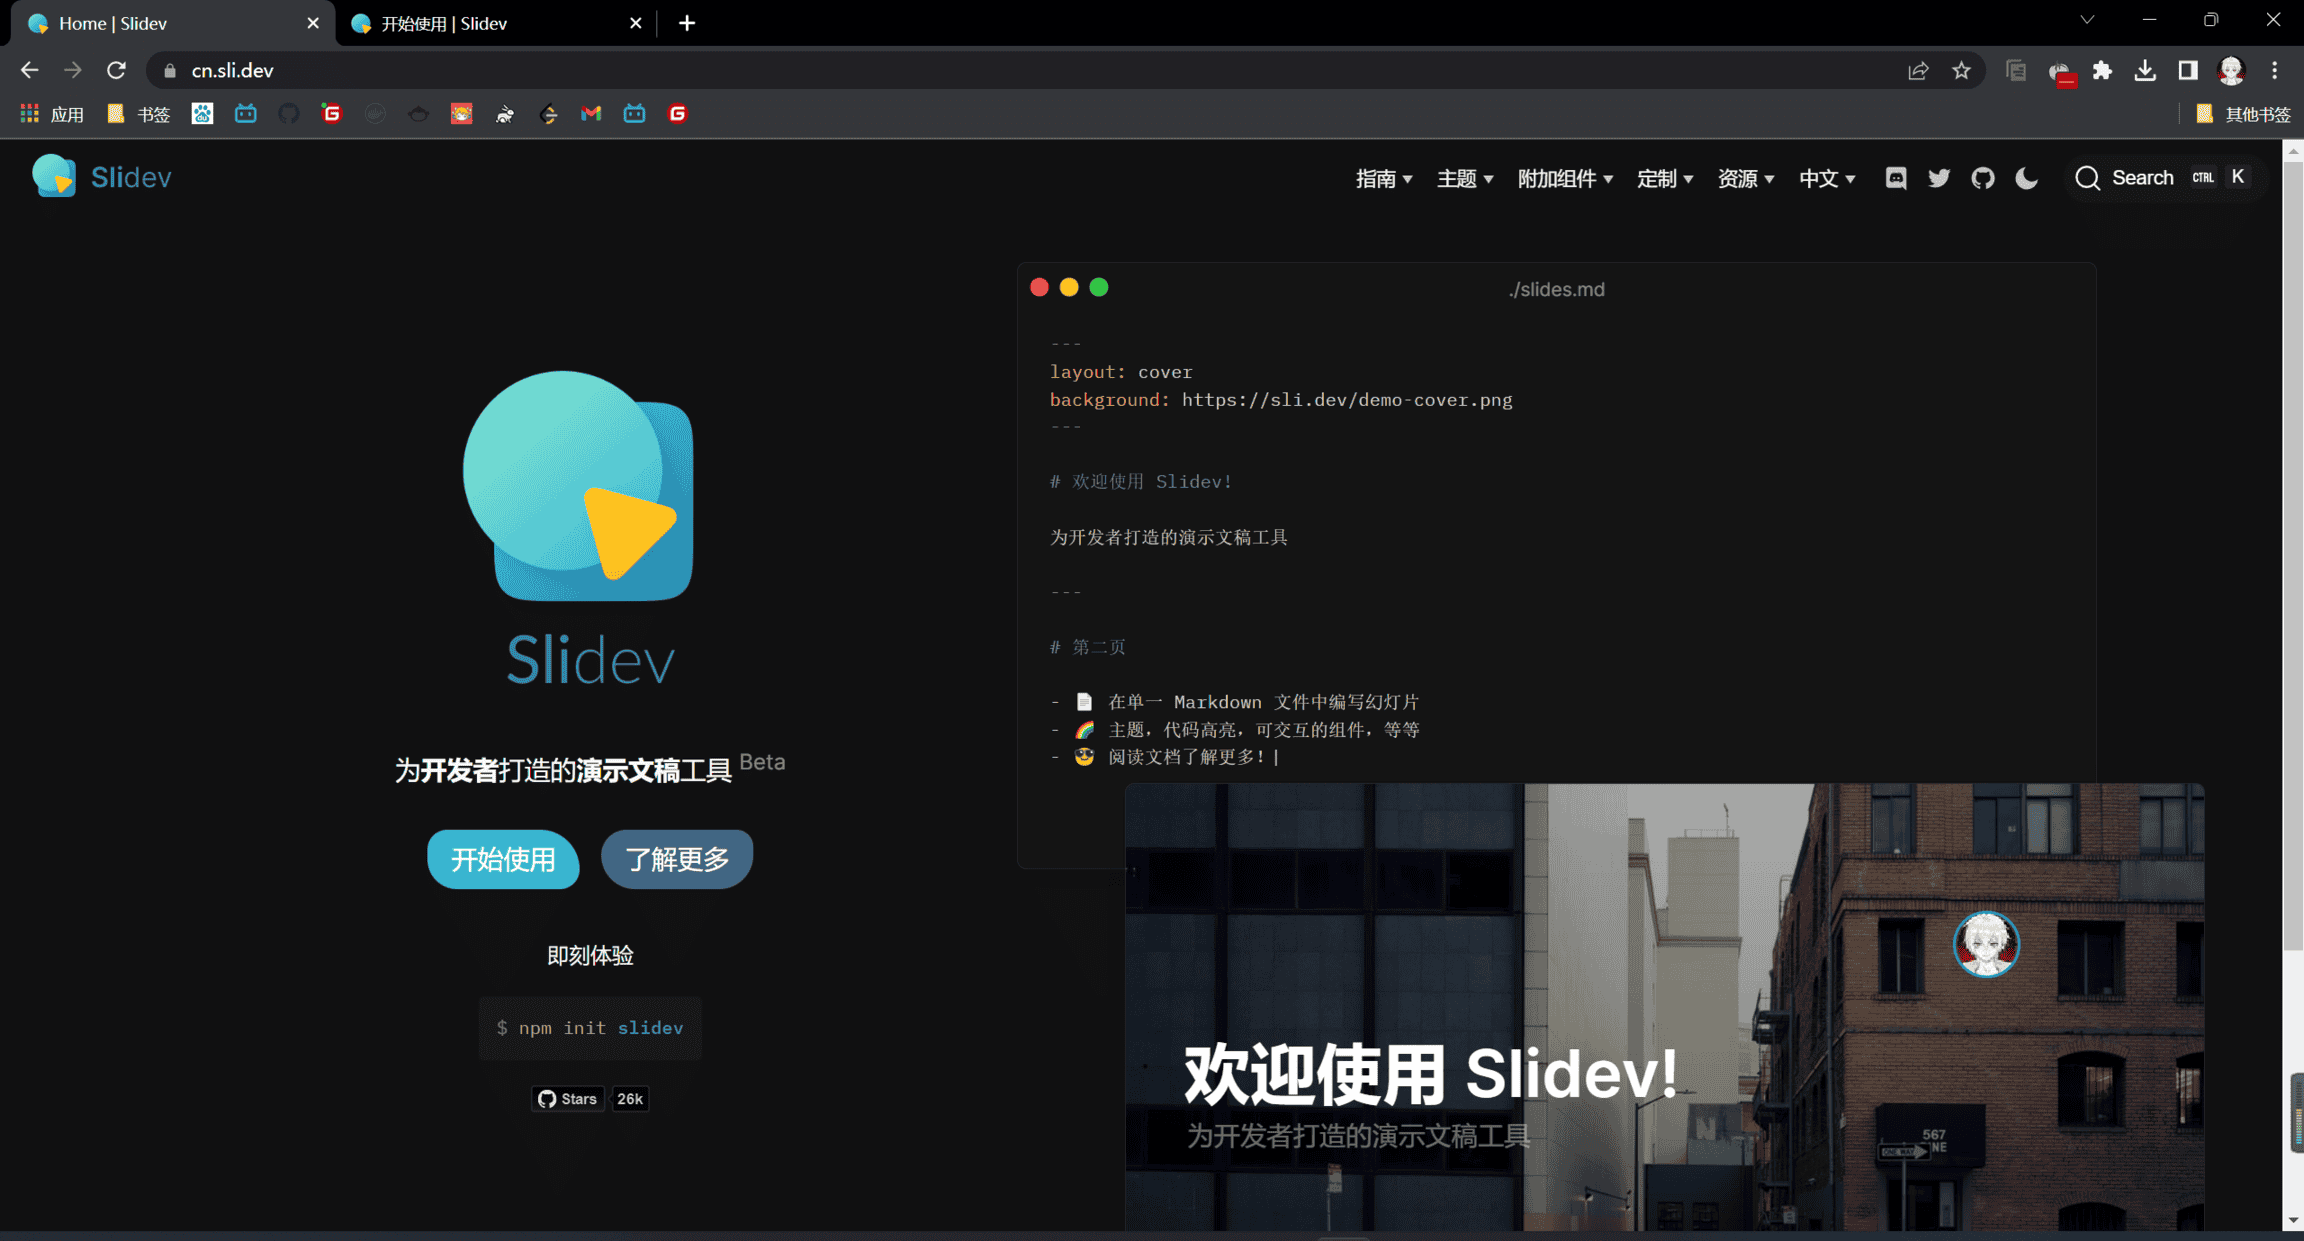 Home | Slidev
开始使用 | Slidev
cn.sli.dev
应用
书签
其他书签
Slidev
指南
主题
附加组件
定制
资源
中文
Search
CTRL
K
./slides.md
---
layout: cover
background: https://sli.dev/demo-cover.png
---
# 欢迎使用 Slidev!
为开发者打造的演示文稿工具
---
# 第二页
- 📄 在单一 Markdown 文件中编写幻灯片
- 🌈 主题，代码高亮，可交互的组件，等等
- 🥸 阅读文档了解更多！|
Slidev
为开发者打造的演示文稿工具 Beta
开始使用
了解更多
即刻体验
$ npm init slidev
Stars
26k
欢迎使用 Slidev!
为开发者打造的演示文稿工具
567
ONE WAY